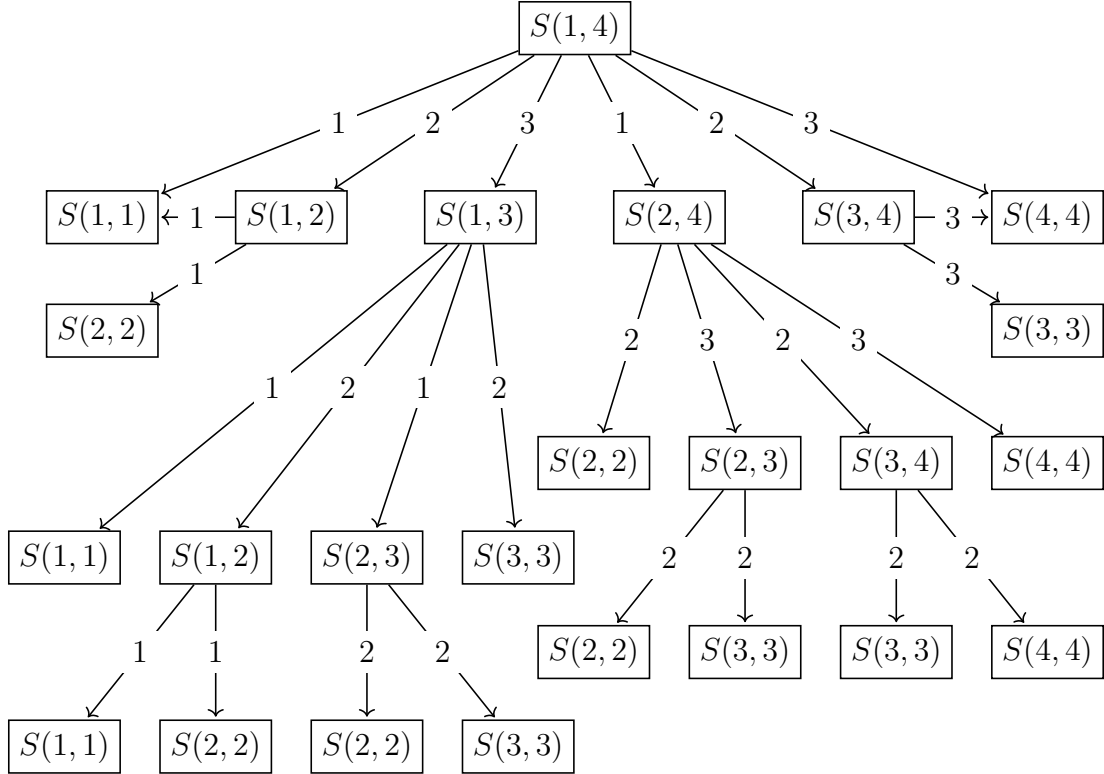 S(1, 4)
1 2 3 1 2 3
S(1, 1) 1 S(1, 2) S(1, 3) S(2, 4) S(3, 4) 3 S(4, 4)
1 3
S(2, 2) S(3, 3)
2 3 2 3
1 2 1 2
S(2, 2) S(2, 3) S(3, 4) S(4, 4)
S(1, 1) S(1, 2) S(2, 3) S(3, 3)
2 2 2 2
S(2, 2) S(3, 3) S(3, 3) S(4, 4)
1 1 2 2
S(1, 1) S(2, 2) S(2, 2) S(3, 3)